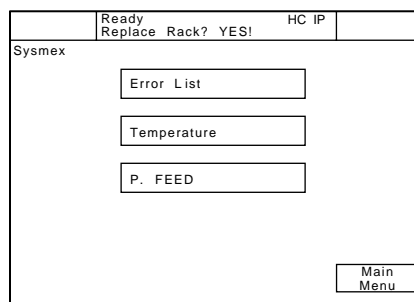 Ready HC IP
Replace Rack? YES!
Sysmex
Error List
Temperature
P. FEED
Main
Menu